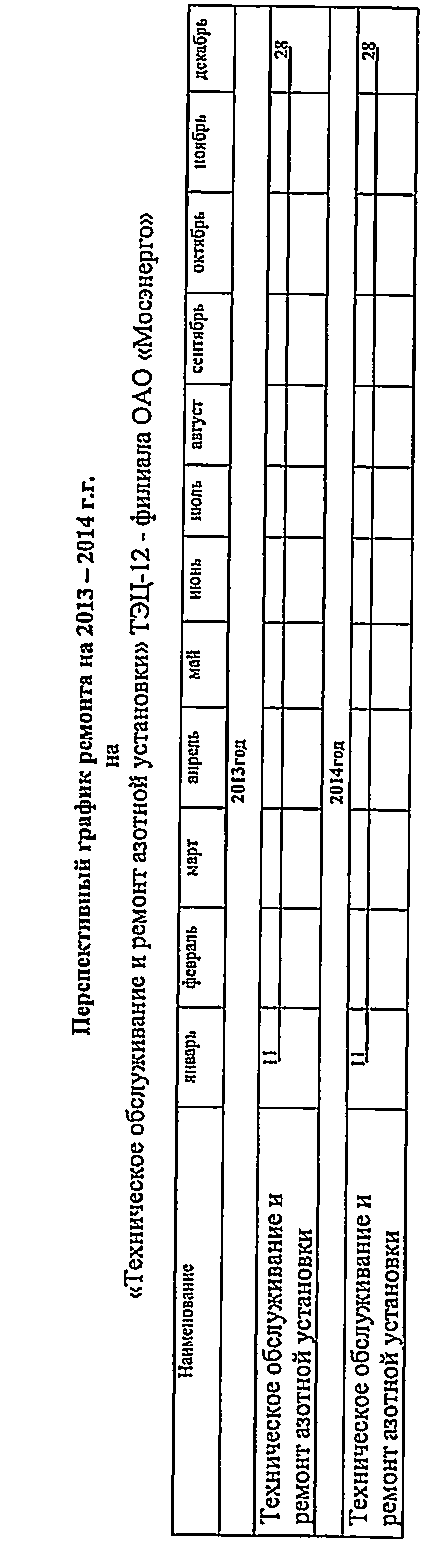 Перспективный график ремонта на 2013 – 2014 г.г.
на
«Техническое обслуживание и ремонт азотной установки» ТЭЦ-12 - филиала ОАО «Мосэнерго»
Наименование январь февраль март апрель май июнь июль август сентябрь октябрь ноябрь декабрь
2013год
Техническое обслуживание и 11 28
ремонт азотной установки
2014год
Техническое обслуживание и 11 28
ремонт азотной установки